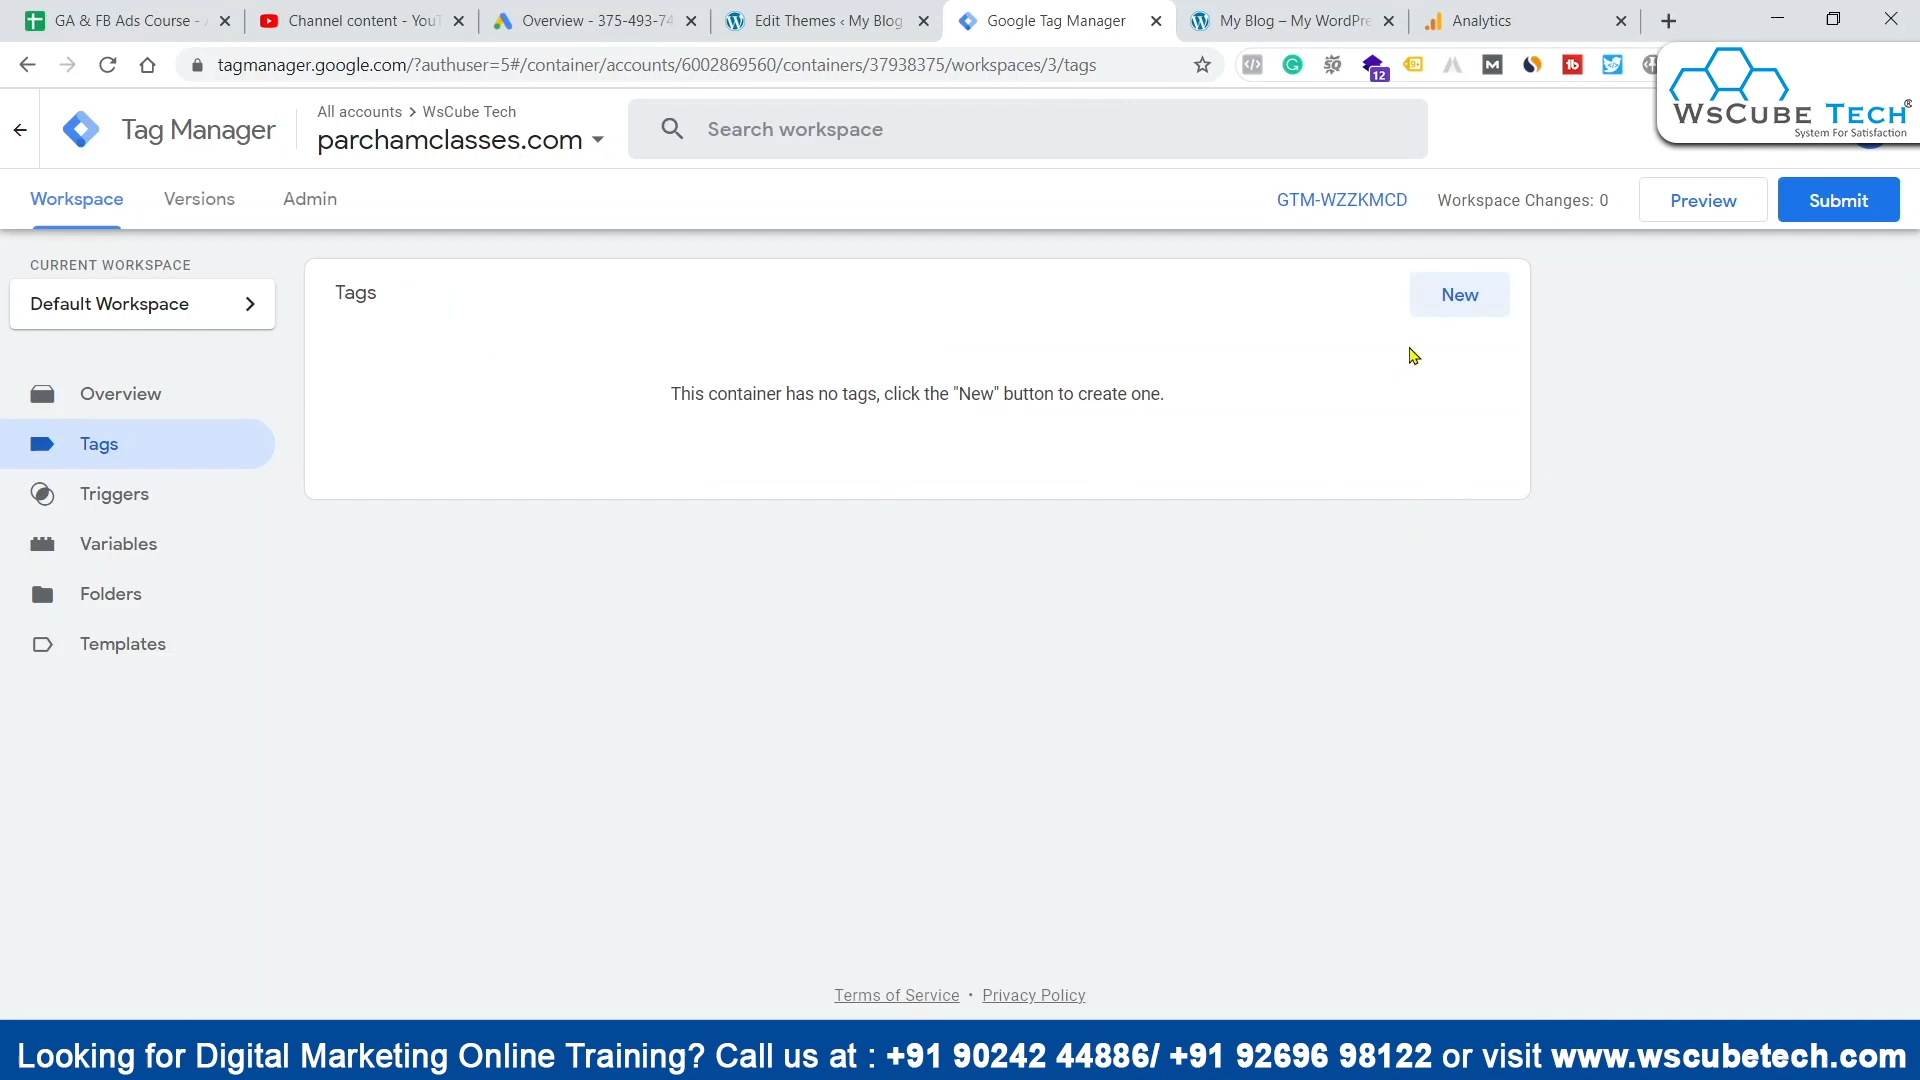 GA & FB Ads Course -
Channel content - YouT
Overview - 375-493-74
Edit Themes ‹ My Blog
Google Tag Manager
My Blog – My WordPre
Analytics
tagmanager.google.com/?authuser=5#/container/accounts/6002869560/containers/37938375/workspaces/3/tags
12
WsCube Tech®
System For Satisfaction
Tag Manager
All accounts > WsCube Tech
parchamclasses.com
Search workspace
Workspace
Versions
Admin
GTM-WZZKMCD
Workspace Changes: 0
Preview
Submit
CURRENT WORKSPACE
Default Workspace
Tags
New
This container has no tags, click the "New" button to create one.
Overview
Tags
Triggers
Variables
Folders
Templates
Terms of Service • Privacy Policy
Looking for Digital Marketing Online Training? Call us at : +91 90242 44886/ +91 92696 98122 or visit www.wscubetech.com